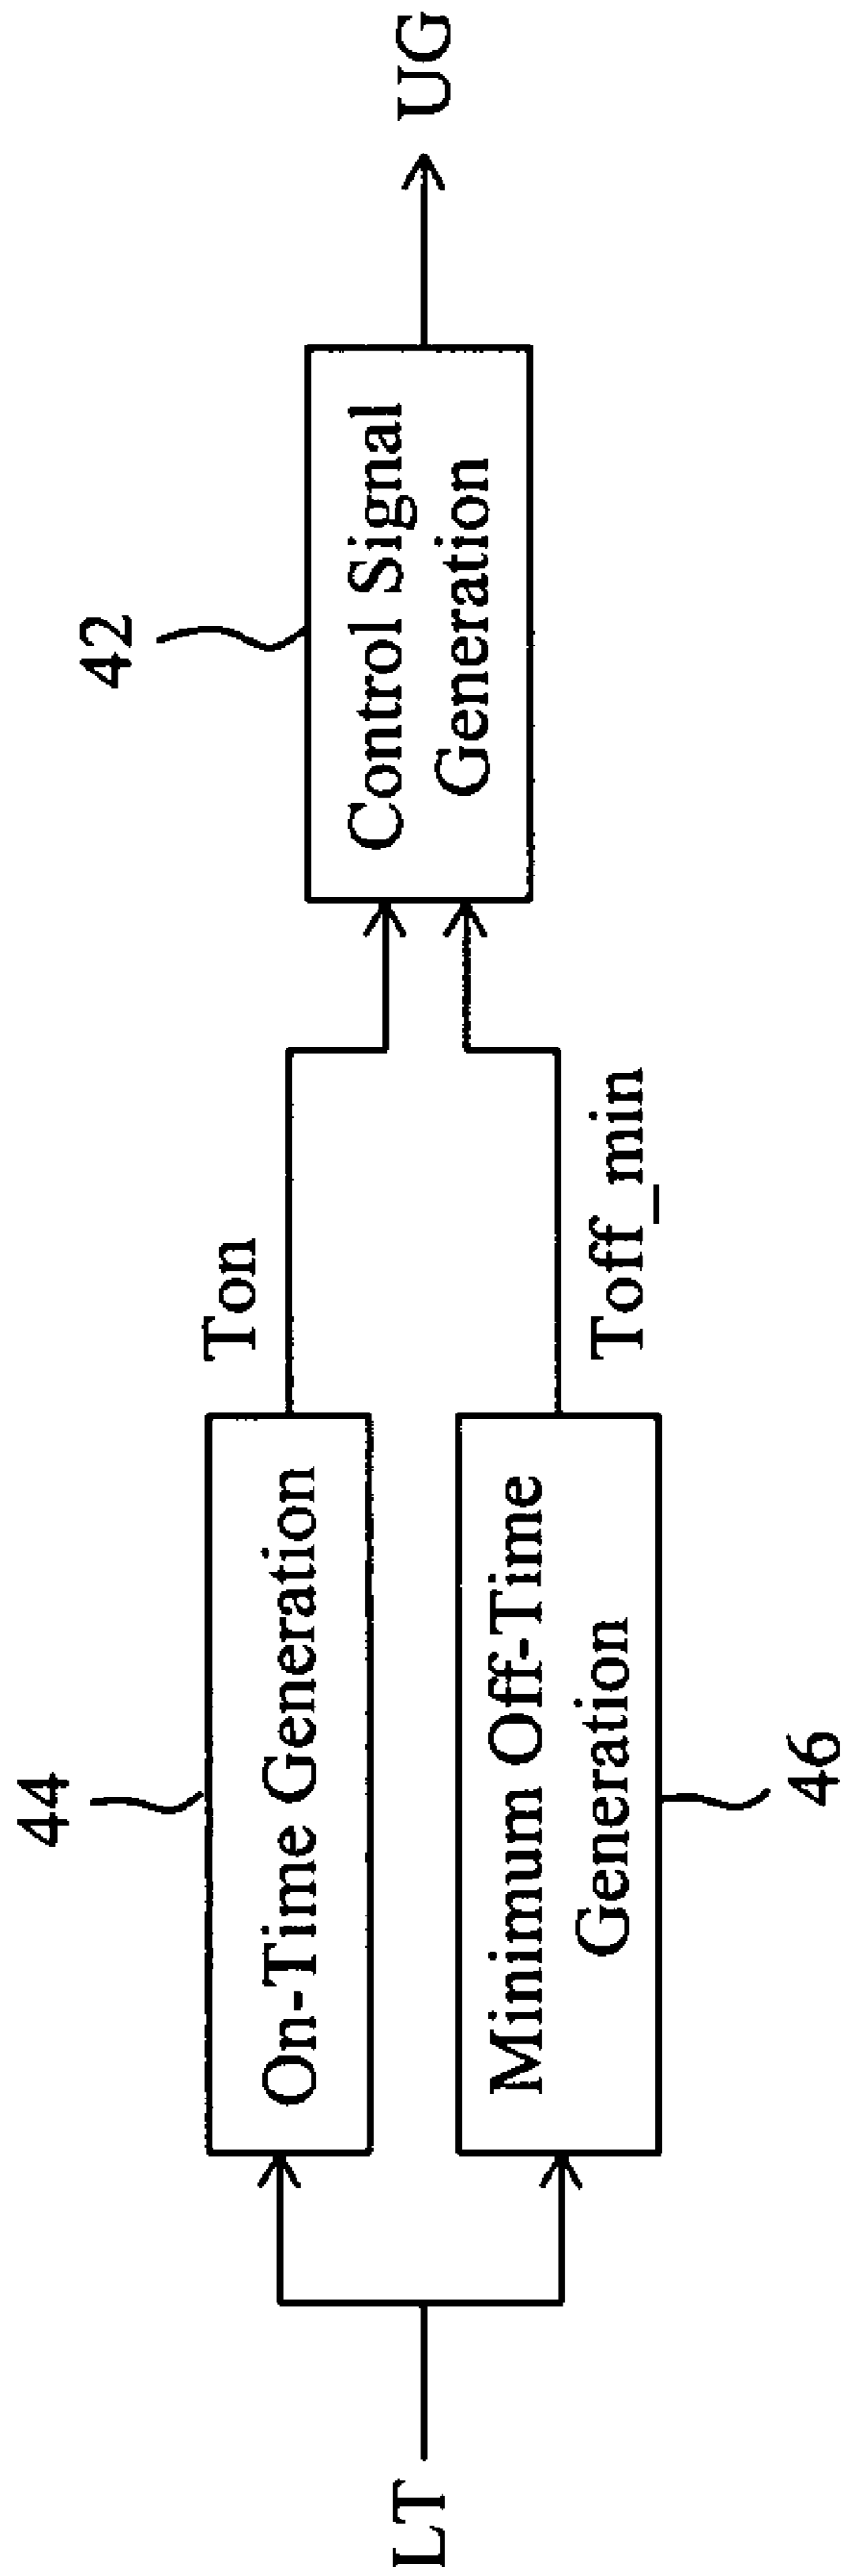 LT
44
On-Time Generation
Ton
Minimum Off-Time
Generation
46
Toff_min
42
Control Signal
Generation
UG